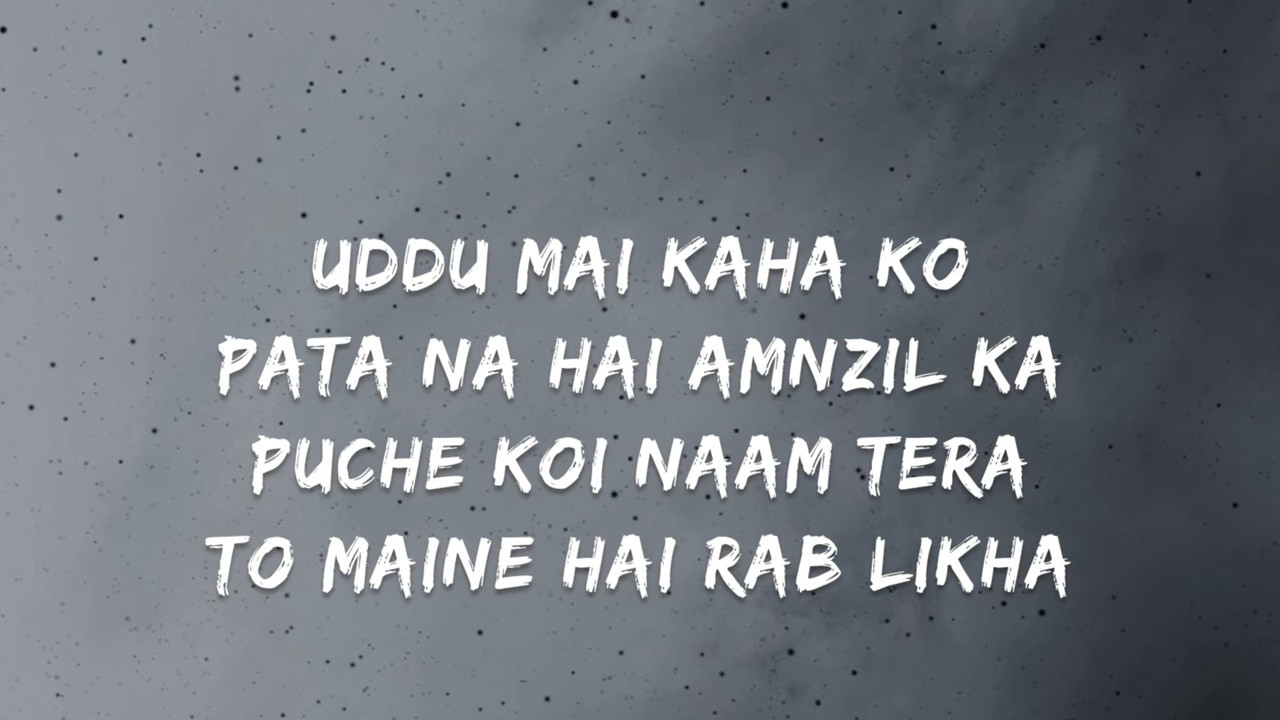 UDDU MAI KAHA KO
PATA NA HAI AMNZIL KA
PUCHE KOI NAAM TERA
TO MAINE HAI RAB LIKHA